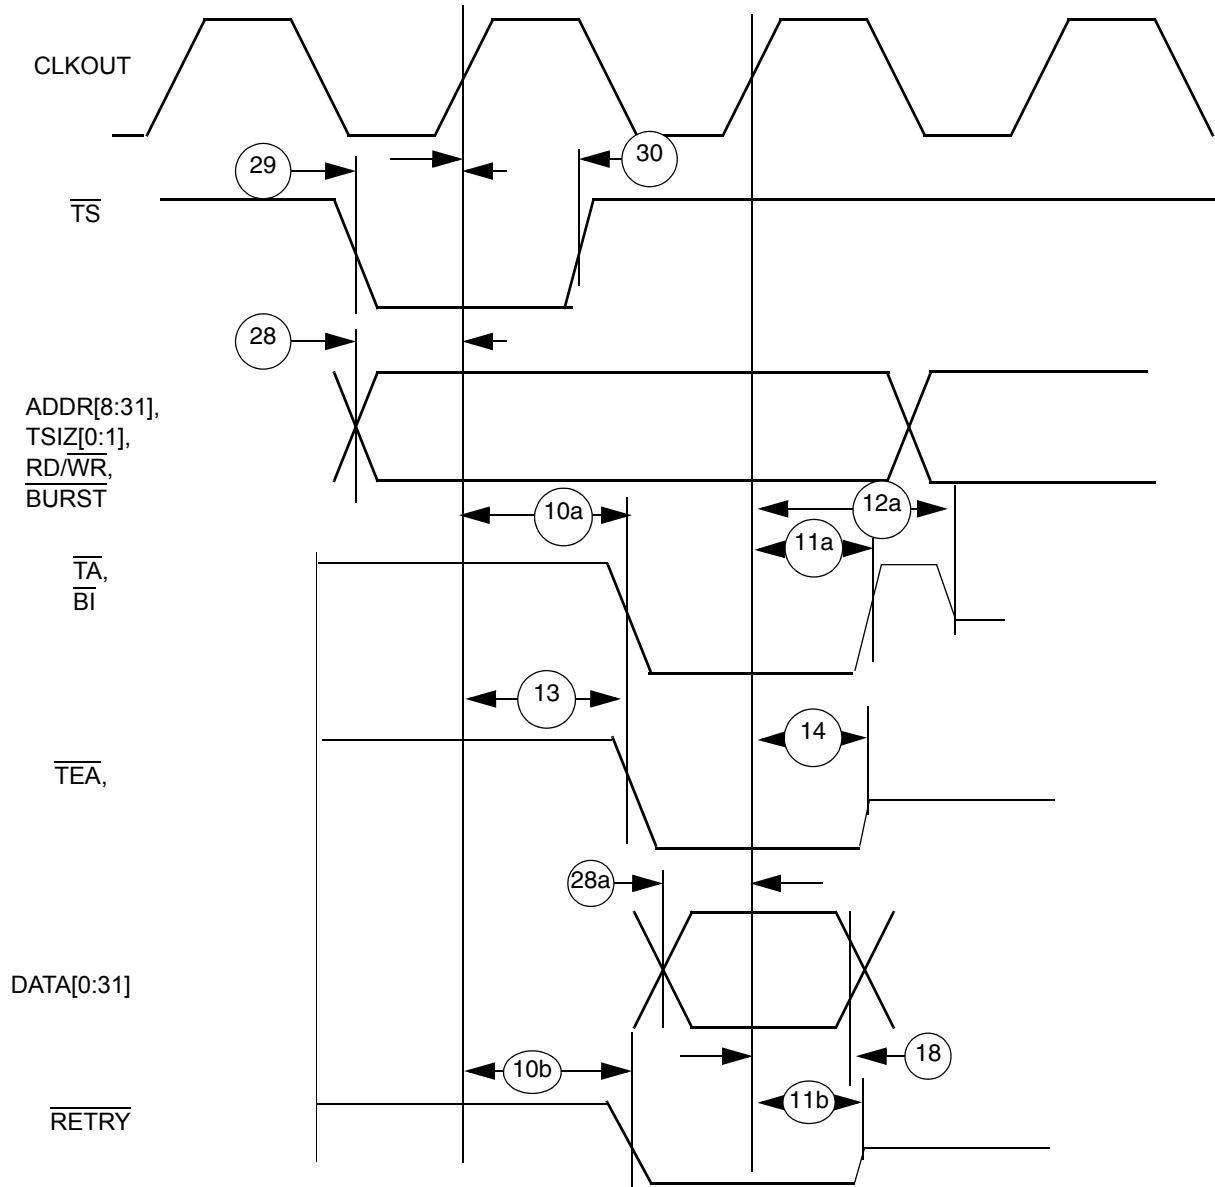 CLKOUT
29
30
TS
28
ADDR[8:31],
TSIZ[0:1],
RD/WR,
BURST
12a
10a
11a
TA,
BI
13
14
TEA,
28a
DATA[0:31]
18
10b
11b
RETRY